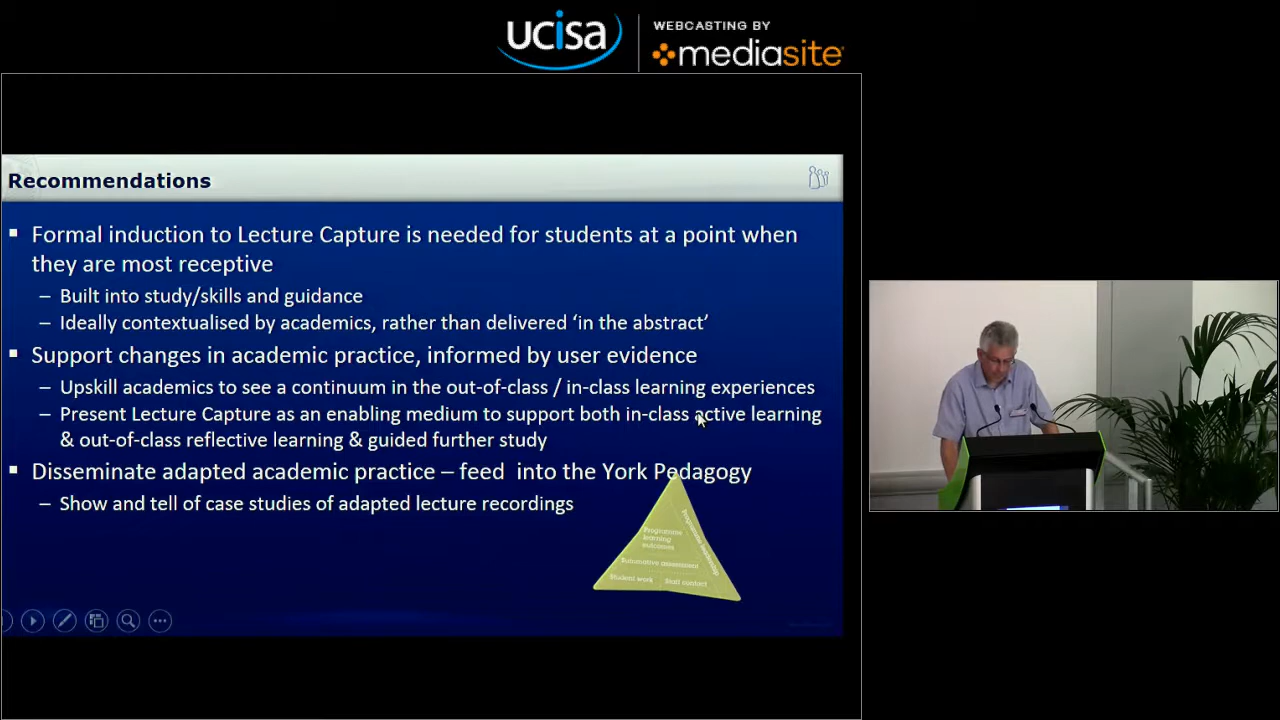 ucisa
WEBCASTING BY
mediasite
Recommendations
Formal induction to Lecture Capture is needed for students at a point when
they are most receptive
– Built into study/skills and guidance
– Ideally contextualised by academics, rather than delivered ‘in the abstract’
Support changes in academic practice, informed by user evidence
– Upskill academics to see a continuum in the out-of-class / in-class learning experiences
– Present Lecture Capture as an enabling medium to support both in-class active learning
& out-of-class reflective learning & guided further study
Disseminate adapted academic practice – feed into the York Pedagogy
– Show and tell of case studies of adapted lecture recordings
Programme leadership
Programme
learning
outcomes
Summative assessment
Student work
Staff contact